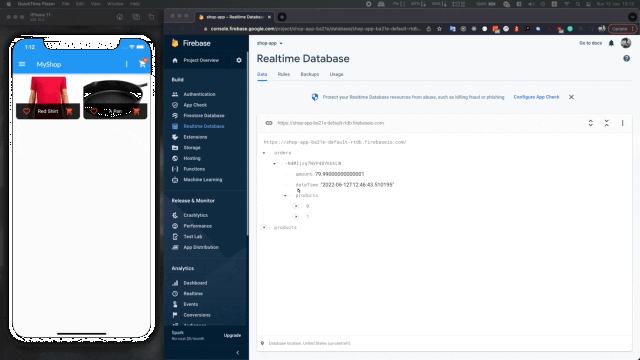 QuickTime Player File Edit View Window Help
iPhone 11
shop-app - Realtime Database
console.firebase.google.com/project/shop-app-ba21e/database/shop-app-ba21e-default-rtdb
Update
1:12
MyShop
Red Shirt
Pan
Firebase
Project Overview
Build
Authentication
App Check
Firestore Database
Realtime Database
Extensions
Storage
Hosting
Functions
Machine Learning
Release & Monitor
Crashlytics
Performance
Test Lab
App Distribution
Analytics
Dashboard
Realtime
Events
Conversions
Spark
Upgrade
shop-app
Go to docs
Realtime Database
Data Rules Backups Usage
Protect your Realtime Database resources from abuse, such as billing fraud or phishing
Configure App Check
https://shop-app-ba21e-default-rtdb.firebaseio.com
https://shop-app-ba21e-default-rtdb.firebaseio.com/
orders
amount: 79.99000000000001
dateTime: "2022-06-12T12:46:43.510195"
products
0
1
products
Database location: United States (us-central1)